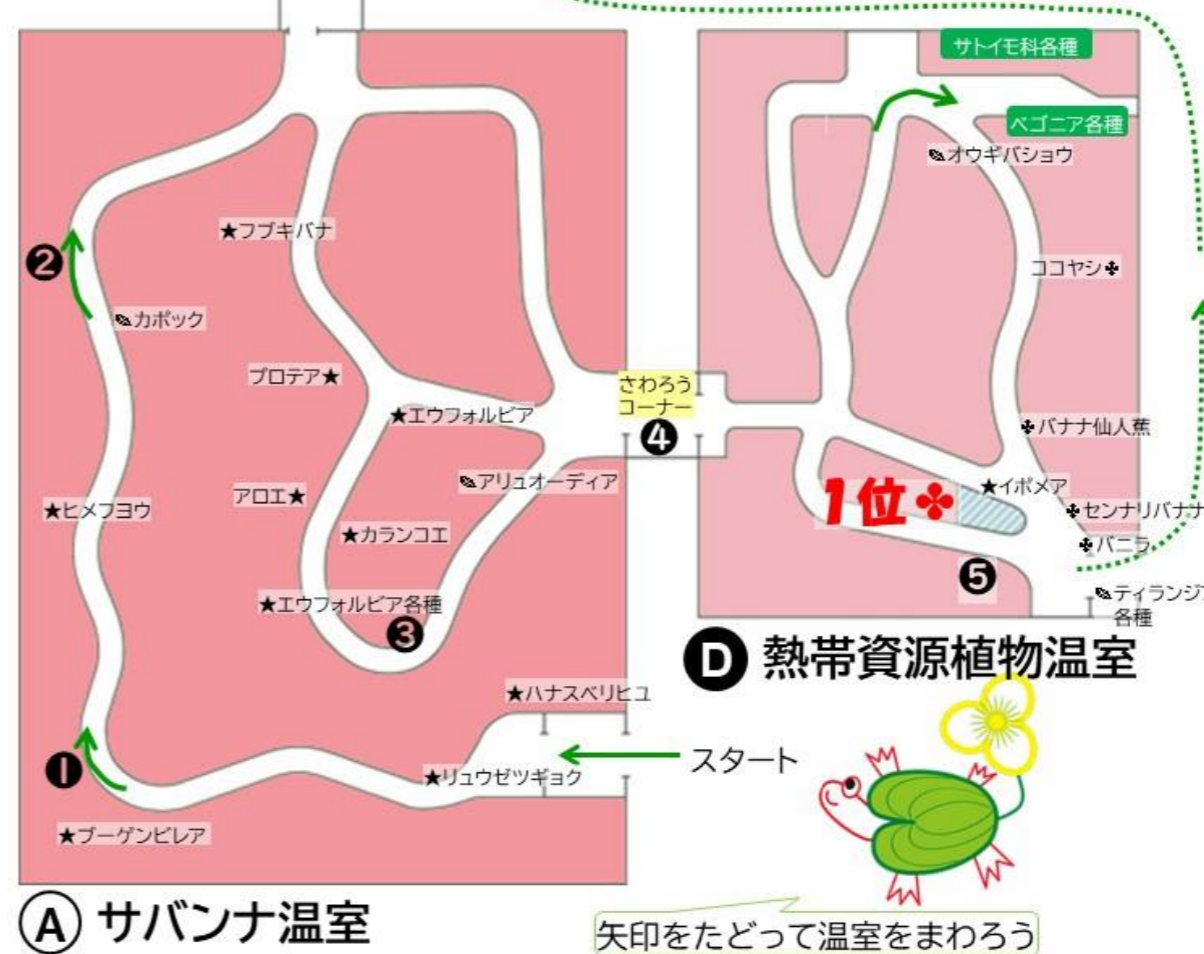 サトイモ科各種
ベゴニア各種
オウギバショウ
★フブキバナ
❷
ココヤシ✤
カポック
プロテア★
さわろう
コーナー
❹
★エウフォルビア
✤バナナ仙人蕉
アリュオーディア
アロエ★
1位✤
★イポメア
★ヒメフヨウ
✤センナリバナナ
★カランコエ
✤バニラ
❺
★エウフォルビア各種
ティランジア
各種
❸
D 熱帯資源植物温室
★ハナスベリヒユ
スタート
❶
★リュウゼツギョク
★ブーゲンビレア
A サバンナ温室
矢印をたどって温室をまわろう